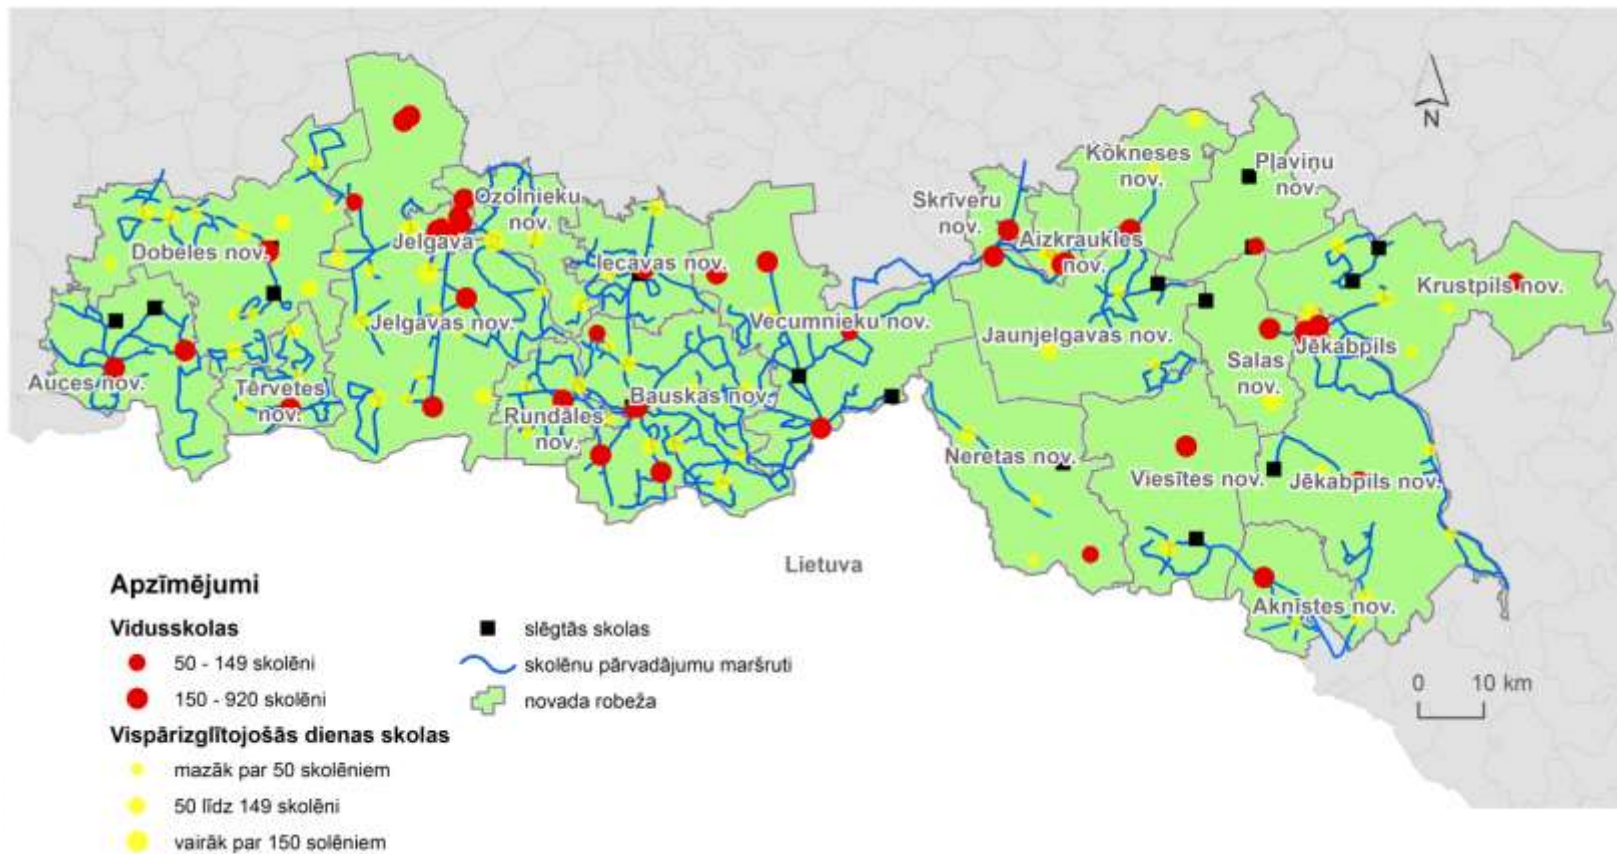 N
Kokneses
nov.
Pļaviņu
nov.
Skrīveru
nov.
Ozolnieku
nov.
Aizkraukles
nov.
Jelgava
Dobeles nov.
Iecavas nov.
Krustpils nov.
Jelgavas nov.
Vecumnieku nov.
Jaunjelgavas nov.
Jēkabpils
Salas
nov.
Auces nov.
Tērvetes
nov.
Bauskas nov.
Rundāles
nov.
Neretas nov.
Viesītes nov.
Jēkabpils nov.
Lietuva
Aknīstes nov.
0 10 km
Apzīmējumi
Vidusskolas
50 - 149 skolēni
150 - 920 skolēni
Vispārizglītojošās dienas skolas
mazāk par 50 skolēniem
50 līdz 149 skolēni
vairāk par 150 solēniem
slēgtās skolas
skolēnu pārvadājumu maršruti
novada robeža